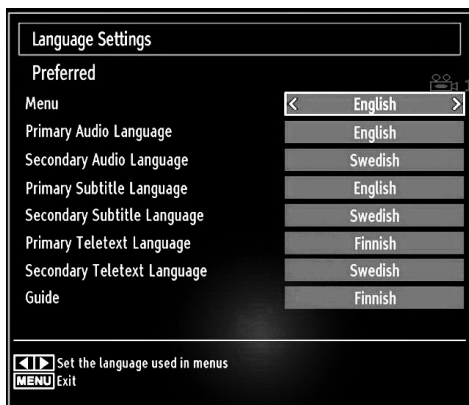 Language Settings
Preferred
Menu < English >
Primary Audio Language English
Secondary Audio Language Swedish
Primary Subtitle Language English
Secondary Subtitle Language Swedish
Primary Teletext Language Finnish
Secondary Teletext Language Swedish
Guide Finnish
Set the language used in menus
MENU Exit